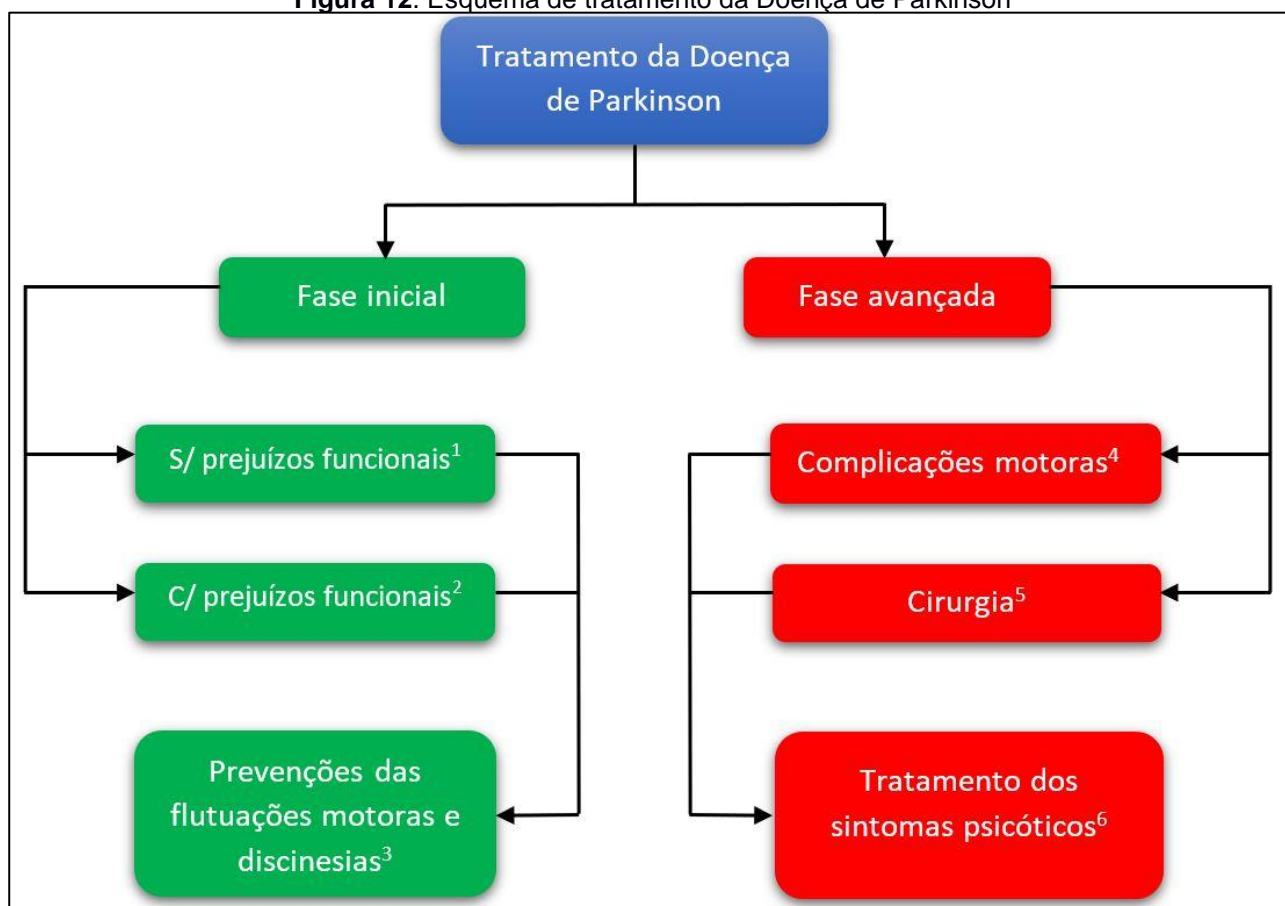 Figura 12. Esquema de tratamento da Doença de Parkinson
Tratamento da Doença
de Parkinson
Fase inicial
Fase avançada
S/ prejuízos funcionais¹
Complicações motoras⁴
C/ prejuízos funcionais²
Cirurgia⁵
Prevenções das
flutuações motoras e
discinesias³
Tratamento dos
sintomas psicóticos⁶